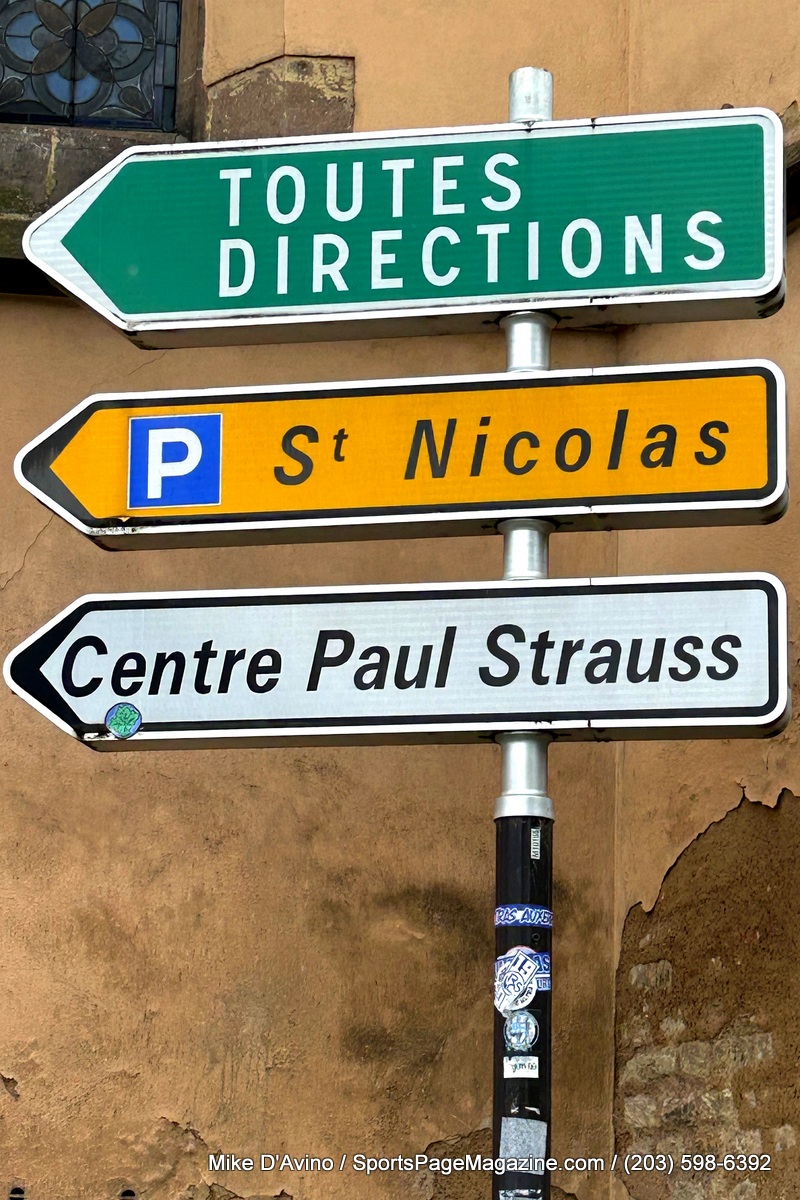 TOUTES
DIRECTIONS
P St Nicolas
Centre Paul Strauss
Mike D'Avino / SportsPageMagazine.com / (203) 598-6392